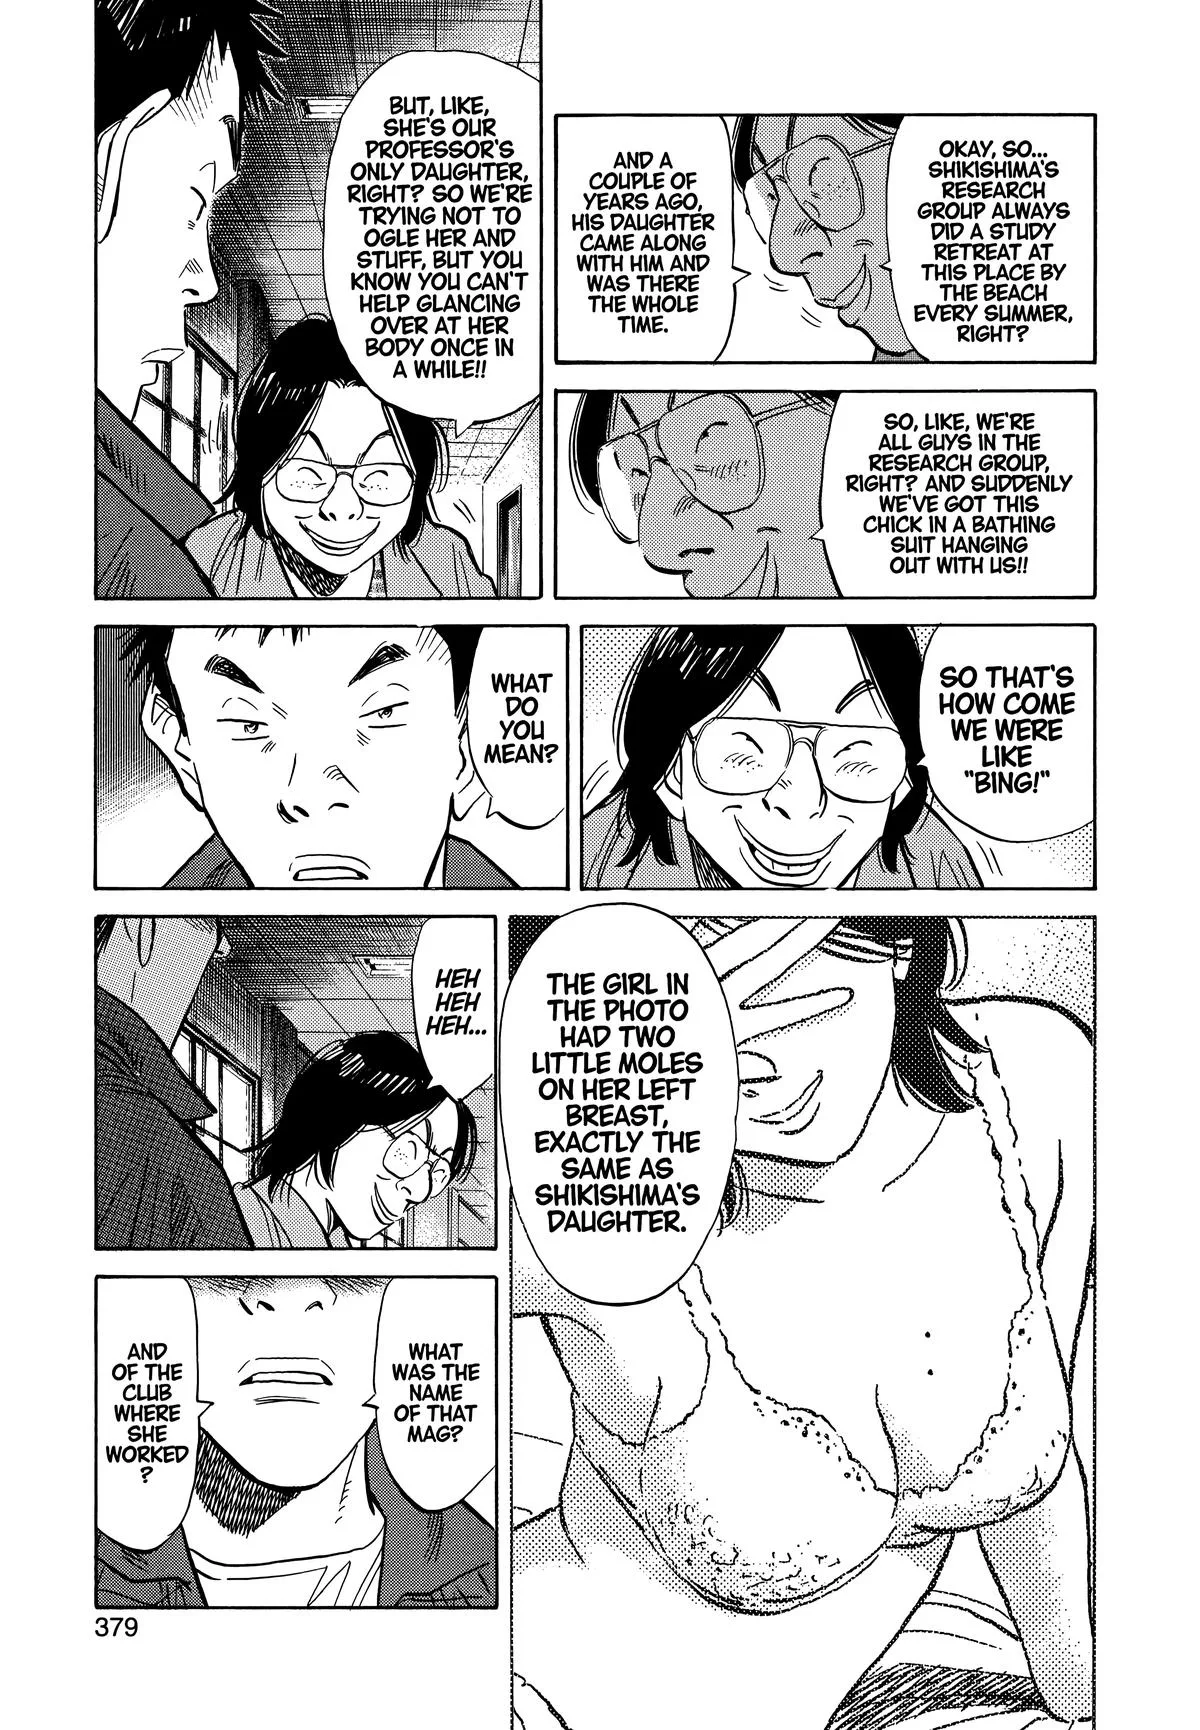 OKAY, SO...
SHIKISHIMA'S
RESEARCH
GROUP ALWAYS
DID A STUDY
RETREAT AT
THIS PLACE BY
THE BEACH
EVERY SUMMER,
RIGHT?
AND A
COUPLE OF
YEARS AGO,
HIS DAUGHTER
CAME ALONG
WITH HIM AND
WAS THERE
THE WHOLE
TIME.
SO, LIKE, WE'RE
ALL GUYS IN THE
RESEARCH GROUP,
RIGHT? AND SUDDENLY
WE'VE GOT THIS
CHICK IN A BATHING
SUIT HANGING
OUT WITH US!!
BUT, LIKE,
SHE'S OUR
PROFESSOR'S
ONLY DAUGHTER,
RIGHT? SO WE'RE
TRYING NOT TO
OGLE HER AND
STUFF, BUT YOU
KNOW YOU CAN'T
HELP GLANCING
OVER AT HER
BODY ONCE IN
A WHILE!!
SO THAT'S
HOW COME
WE WERE
LIKE
"BING!"
WHAT
DO
YOU
MEAN?
THE GIRL IN
THE PHOTO
HAD TWO
LITTLE MOLES
ON HER LEFT
BREAST,
EXACTLY THE
SAME AS
SHIKISHIMA'S
DAUGHTER.
HEH
HEH
HEH...
WHAT
WAS THE
NAME
OF THAT
MAG?
AND
OF THE
CLUB
WHERE
SHE
WORKED
?
379